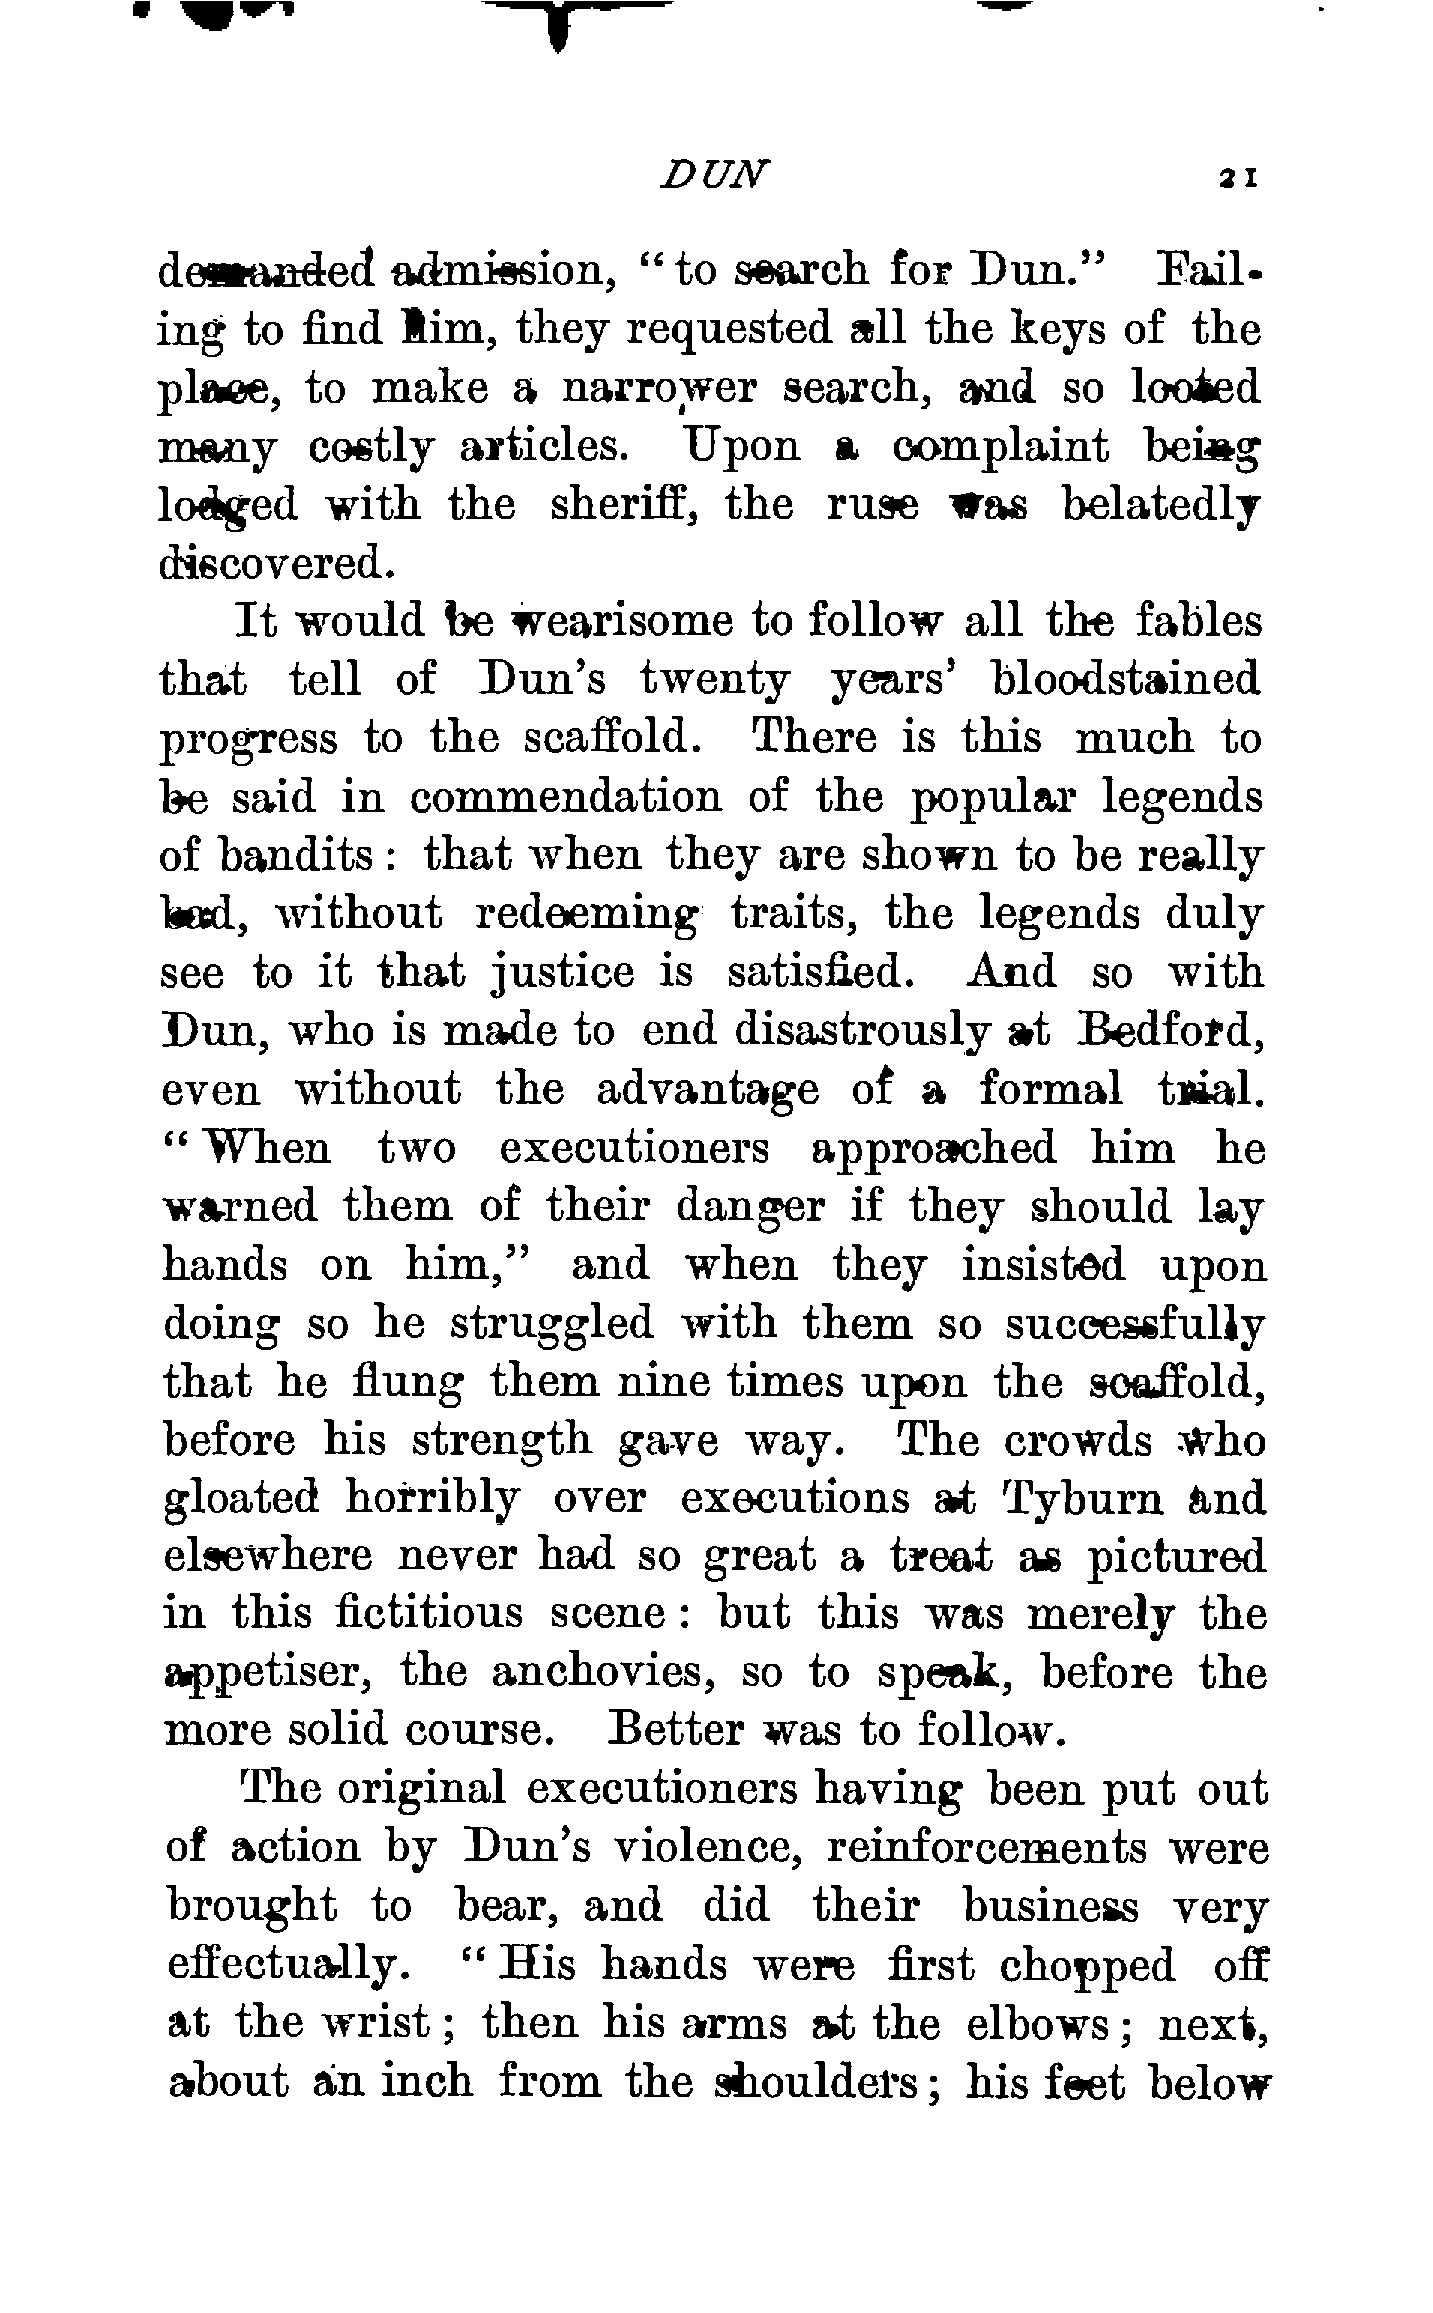 DUN 21
demanded admission, “to search for Dun.” Fail-
ing to find him, they requested all the keys of the
place, to make a narrower search, and so looted
many costly articles. Upon a complaint being
lodged with the sheriff, the ruse was belatedly
discovered.
It would be wearisome to follow all the fables
that tell of Dun’s twenty years’ bloodstained
progress to the scaffold. There is this much to
be said in commendation of the popular legends
of bandits : that when they are shown to be really
bad, without redeeming traits, the legends duly
see to it that justice is satisfied. And so with
Dun, who is made to end disastrously at Bedford,
even without the advantage of a formal trial.
“When two executioners approached him he
warned them of their danger if they should lay
hands on him,” and when they insisted upon
doing so he struggled with them so successfully
that he flung them nine times upon the scaffold,
before his strength gave way. The crowds who
gloated horribly over executions at Tyburn and
elsewhere never had so great a treat as pictured
in this fictitious scene : but this was merely the
appetiser, the anchovies, so to speak, before the
more solid course. Better was to follow.
The original executioners having been put out
of action by Dun’s violence, reinforcements were
brought to bear, and did their business very
effectually. “His hands were first chopped off
at the wrist ; then his arms at the elbows ; next,
about an inch from the shoulders ; his feet below